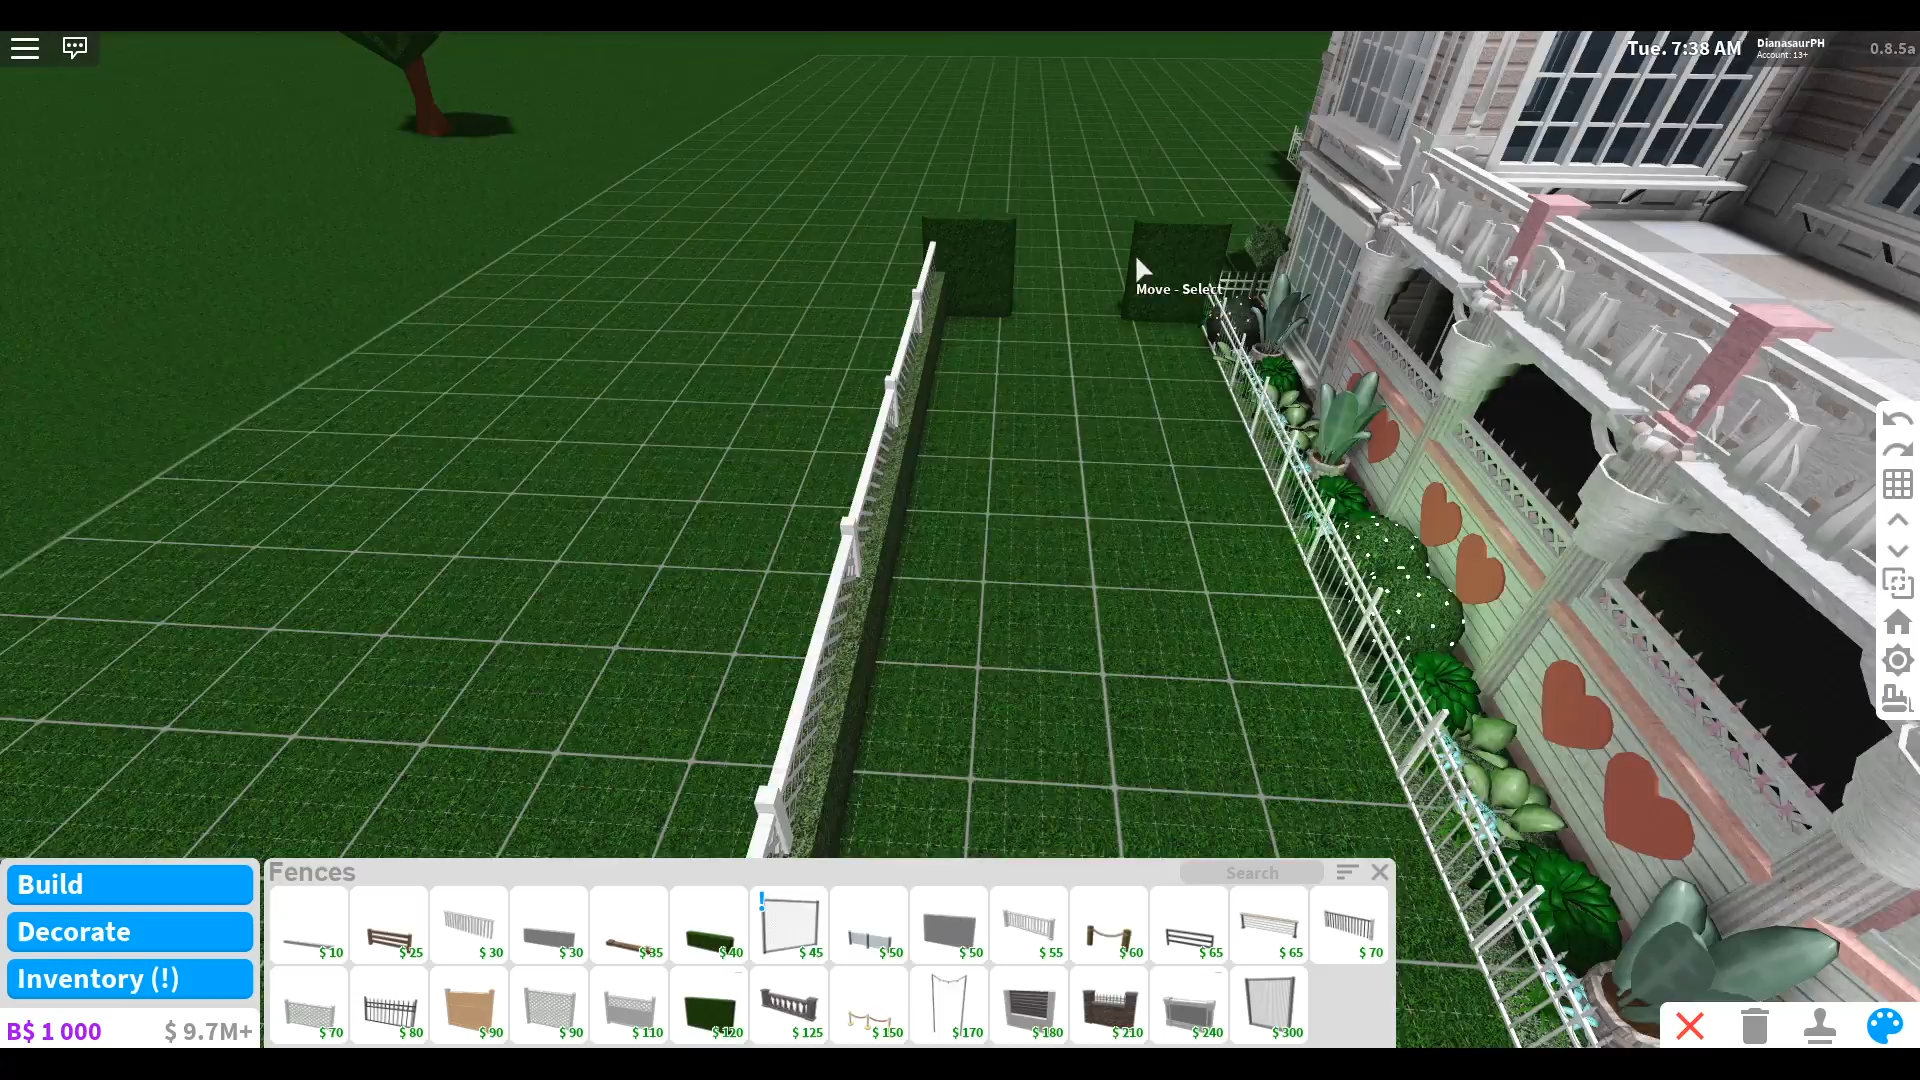 Tue. 7:38 AM
DianasaurPH
Account: 13+
0.8.5a
Move - Select
Build
Decorate
Inventory (!)
B$ 1 000
$ 9.7M+
Fences
Search
$ 10
$ 25
$ 30
$ 30
$ 35
$ 40
!
$ 45
$ 50
$ 50
$ 55
$ 60
$ 65
$ 65
$ 70
$ 70
$ 80
$ 90
$ 90
$ 110
$ 120
$ 125
$ 150
$ 170
$ 180
$ 210
$ 240
$ 300